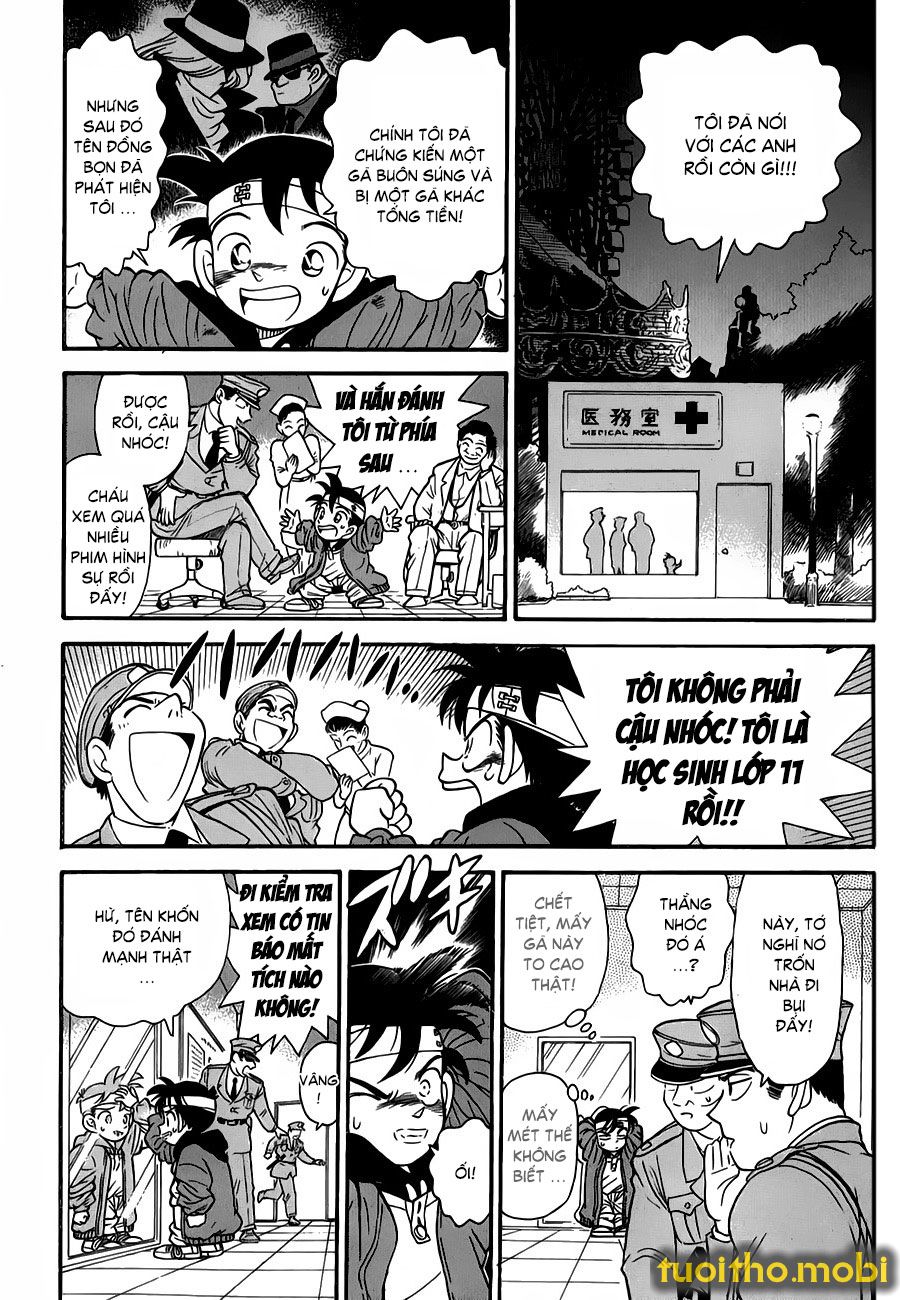 TÔI ĐÃ NÓI
VỚI CÁC ANH
RỒI CÒN GÌ!!!
医務室
MEDICAL ROOM
CHÍNH TÔI ĐÃ
CHỨNG KIẾN MỘT
GÃ BUÔN SÚNG VÀ
BỊ MỘT GÃ KHÁC
TỐNG TIỀN!
NHƯNG
SAU ĐÓ
TÊN ĐỒNG
BỌN ĐÃ
PHÁT HIỆN
TÔI ...
VÀ HẮN ĐÁNH
TÔI TỪ PHÍA
SAU ...
ĐƯỢC
RỒI, CẬU
NHÓC!
CHÁU
XEM QUÁ
NHIỀU
PHIM HÌNH
SỰ RỒI
ĐẤY!
TÔI KHÔNG PHẢI
CẬU NHÓC! TÔI LÀ
HỌC SINH LỚP 11
RỒI!!
NÀY, TỚ
NGHĨ NÓ
TRỐN
NHÀ ĐI
BỤI
ĐẤY!
THẰNG
NHÓC
ĐÓ Á
...?
CHẾT
TIỆT, MẤY
GÃ NÀY
TO CAO
THẬT!
MẤY
MÉT THẾ
KHÔNG
BIẾT ...
ズキ
ỐI!
ĐI KIỂM TRA
XEM CÓ TIN
BÁO MẤT
TÍCH NÀO
KHÔNG!
VÂNG
!
HỪ, TÊN KHỐN
ĐÓ ĐÁNH
MẠNH THẬT
...
tuoitho.mobi